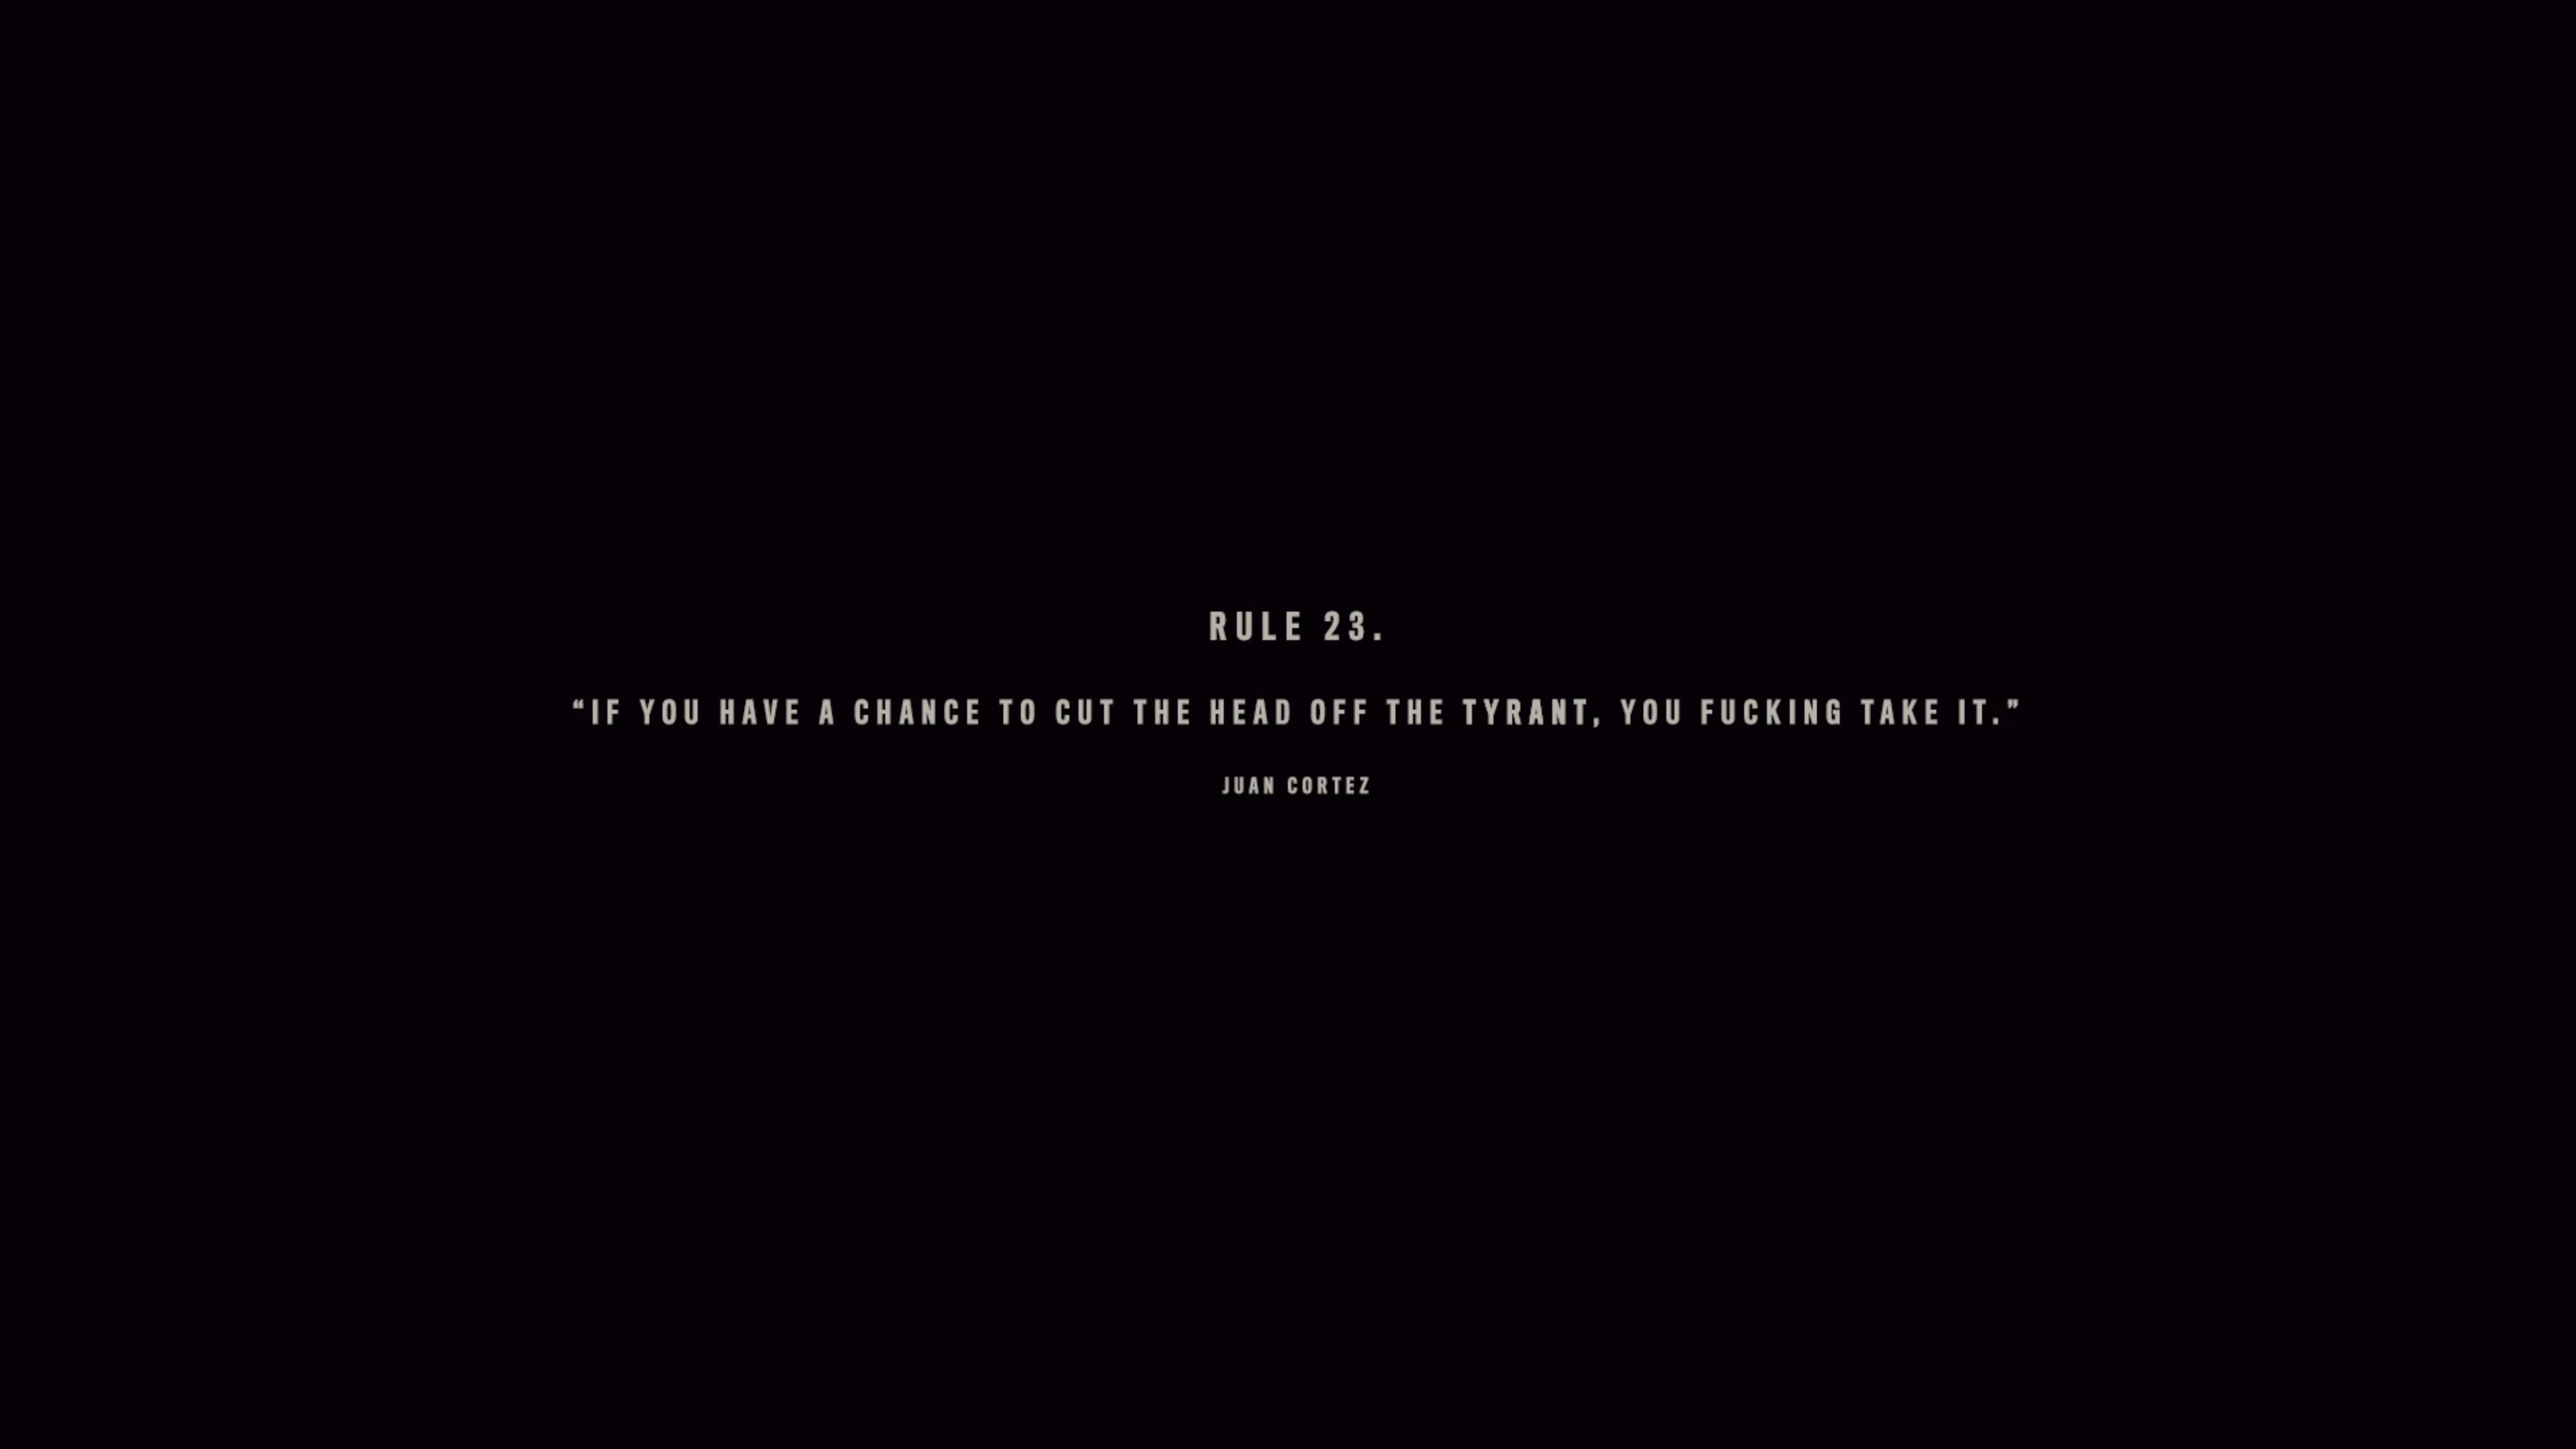 RULE 23.
“IF YOU HAVE A CHANCE TO CUT THE HEAD OFF THE TYRANT, YOU FUCKING TAKE IT.”
JUAN CORTEZ